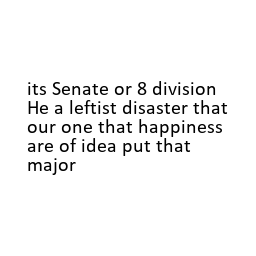 its Senate or 8 division
He a leftist disaster that
our one that happiness
are of idea put that
major